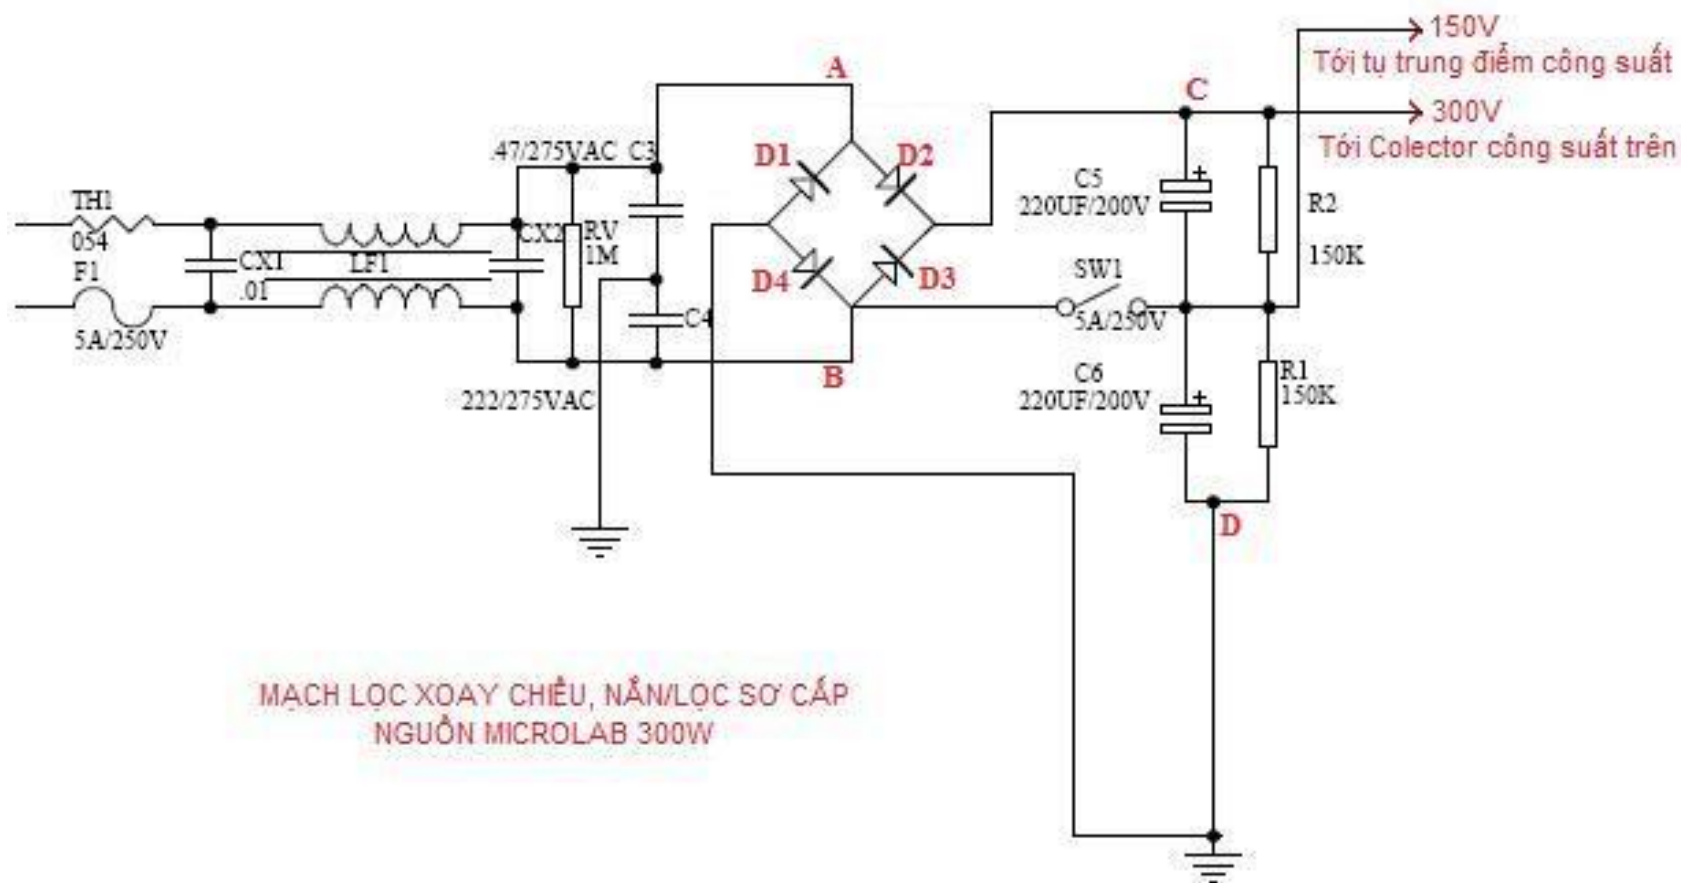 150V
Tới tụ trung điểm công suất
A
C
300V
Tới Colector công suất trên
.47/275VAC C3
D1
D2
C5
220UF/200V
R2
150K
TH1
054
CX1
.01
LF1
CX2
RV
1M
F1
5A/250V
D4
D3
SW1
5A/250V
C4
B
222/275VAC
C6
220UF/200V
R1
150K
D
MẠCH LỌC XOAY CHIỀU, NẮN/LỌC SƠ CẤP
NGUỒN MICROLAB 300W